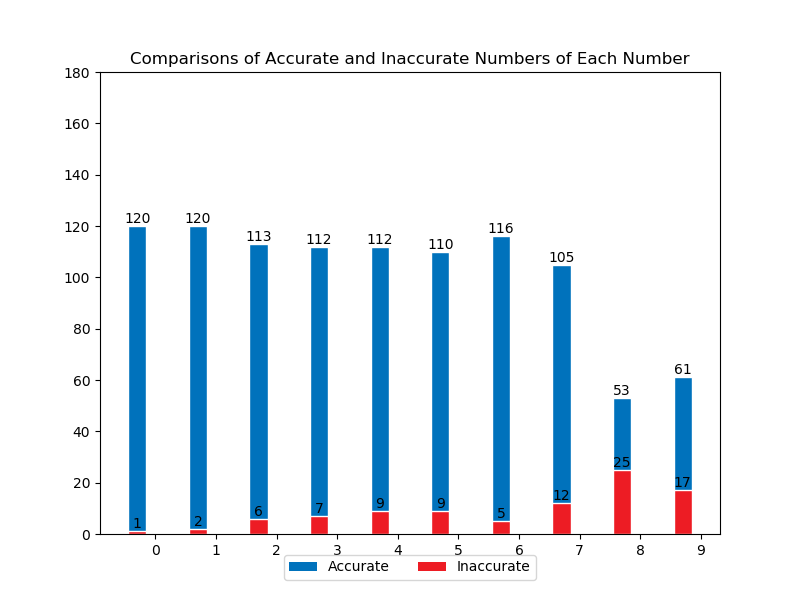 Comparisons of Accurate and Inaccurate Numbers of Each Number
180
160
140
120
100
80
60
40
20
0
120 120 113 112 112 110 116 105 53 61
1 2 6 7 9 9 5 12 25 17
0 1 2 3 4 5 6 7 8 9
Accurate Inaccurate